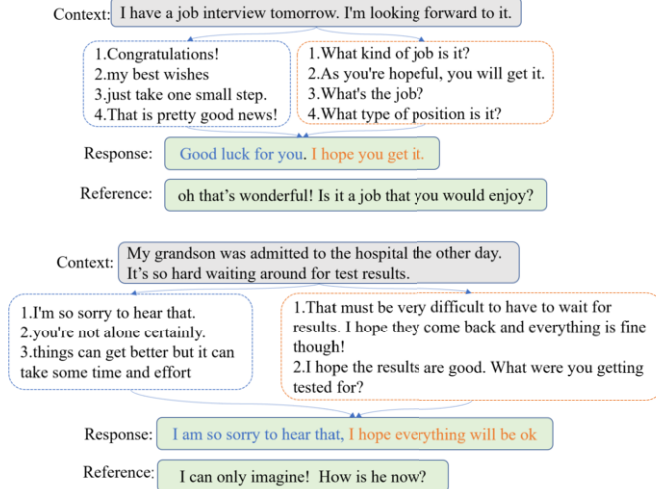 Context: I have a job interview tomorrow. I'm looking forward to it.
1.Congratulations!
2.my best wishes
3.just take one small step.
4.That is pretty good news!
1.What kind of job is it?
2.As you're hopeful, you will get it.
3.What's the job?
4.What type of position is it?
Response: Good luck for you. I hope you get it.
Reference: oh that's wonderful! Is it a job that you would enjoy?
Context: My grandson was admitted to the hospital the other day.
It's so hard waiting around for test results.
1.I'm so sorry to hear that.
2.you're not alone certainly.
3.things can get better but it can
take some time and effort
1.That must be very difficult to have to wait for
results. I hope they come back and everything is fine
though!
2.I hope the results are good. What were you getting
tested for?
Response: I am so sorry to hear that, I hope everything will be ok
Reference: I can only imagine! How is he now?